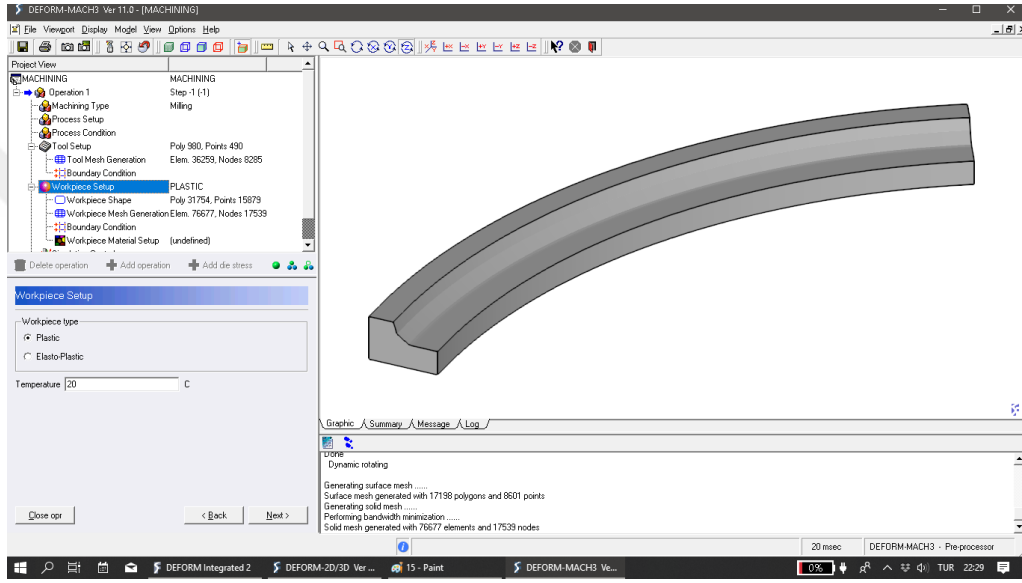 DEFORM-MACH3 Ver 11.0 - [MACHINING]
File Viewport Display Model View Options Help
Project View
MACHINING MACHINING
Operation 1 Step -1 (-1)
Machining Type Milling
Process Setup
Process Condition
Tool Setup Poly 980, Points 490
Tool Mesh Generation Elem. 36259, Nodes 8285
Boundary Condition
Workpiece Setup PLASTIC
Workpiece Shape Poly 31754, Points 15879
Workpiece Mesh Generation Elem. 76677, Nodes 17539
Boundary Condition
Workpiece Material Setup (undefined)
Delete operation Add operation Add die stress
Workpiece Setup
Workpiece type
Plastic
Elasto-Plastic
Temperature 20 C
Close opr < Back Next >
Graphic Summary Message Log
Done
Dynamic rotating
Generating surface mesh ......
Surface mesh generated with 17198 polygons and 8601 points
Generating solid mesh ......
Performing bandwidth minimization ......
Solid mesh generated with 76677 elements and 17539 nodes
20 msec DEFORM-MACH3 - Pre-processor
DEFORM Integrated 2 DEFORM-2D/3D Ver ... 15 - Paint DEFORM-MACH3 Ve... 0% TUR 22:29